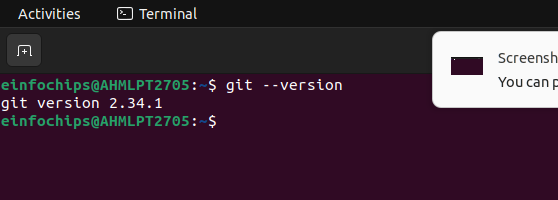 Activities
Terminal
Screensh
You can p
einfochips@AHMLPT2705:~$ git --version
git version 2.34.1
einfochips@AHMLPT2705:~$